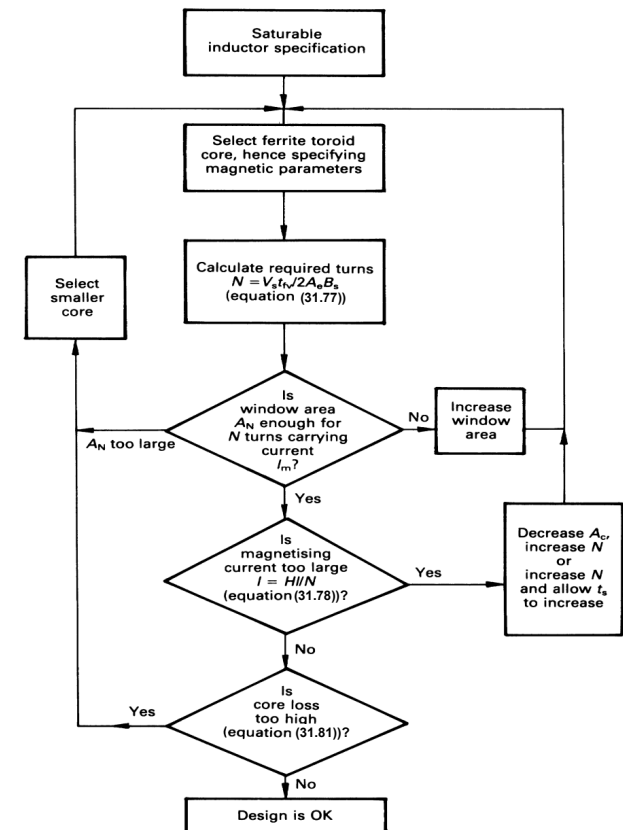 Saturable
inductor specification
Select ferrite toroid
core, hence specifying
magnetic parameters
Calculate required turns
N = Vₛtfv/2AₑBₛ
(equation (31.77))
Select
smaller
core
Is
window area
A_N enough for
N turns carrying
current
Iₘ?
No
Increase
window
area
A_N too large
Yes
Is
magnetising
current too large
I = Hl/N
(equation (31.78))?
Yes
Decrease A_c,
increase N
or
increase N
and allow tₛ
to increase
No
Is
core loss
too high
(equation (31.81))?
Yes
No
Design is OK